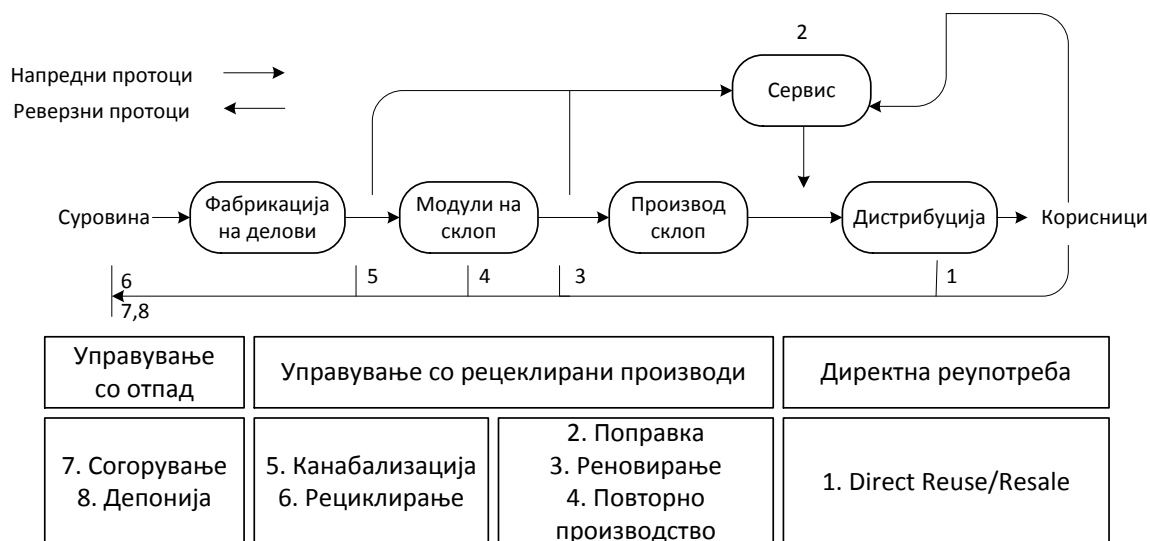 2
Напредни протоци
Реверзни протоци
Сервис
Суровина
Фабрикација
на делови
Модули на
склоп
Производ
склоп
Дистрибуција
Корисници
6
5
4
3
1
7,8
Управување
со отпад
Управување со рецеклирани производи
Директна реупотреба
7. Согорување
8. Депонија
5. Канабализација
6. Рециклирање
2. Поправка
3. Реновирање
4. Повторно
производство
1. Direct Reuse/Resale